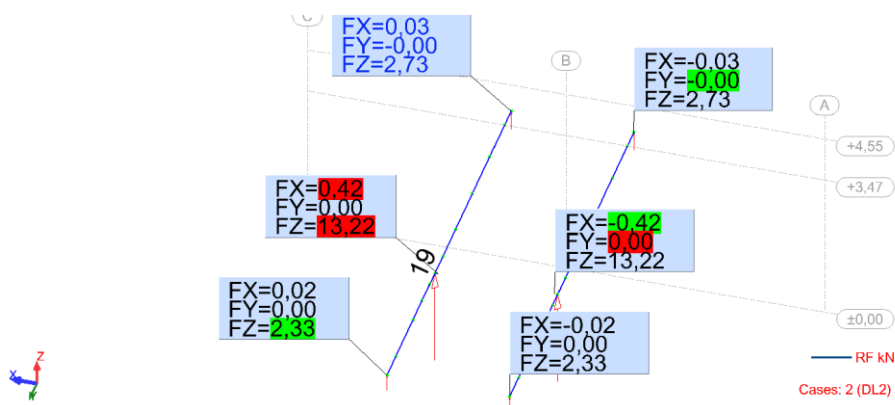 C
FX=0,03
FY=-0,00
FZ=2,73
B
FX=-0,03
FY=-0,00
FZ=2,73
A
+4,55
+3,47
FX=0,42
FY=0,00
FZ=13,22
19
FX=-0,42
FY=0,00
FZ=13,22
FX=0,02
FY=0,00
FZ=2,33
FX=-0,02
FY=0,00
FZ=2,33
±0,00
Z
X
Y
RF kN
Cases: 2 (DL2)